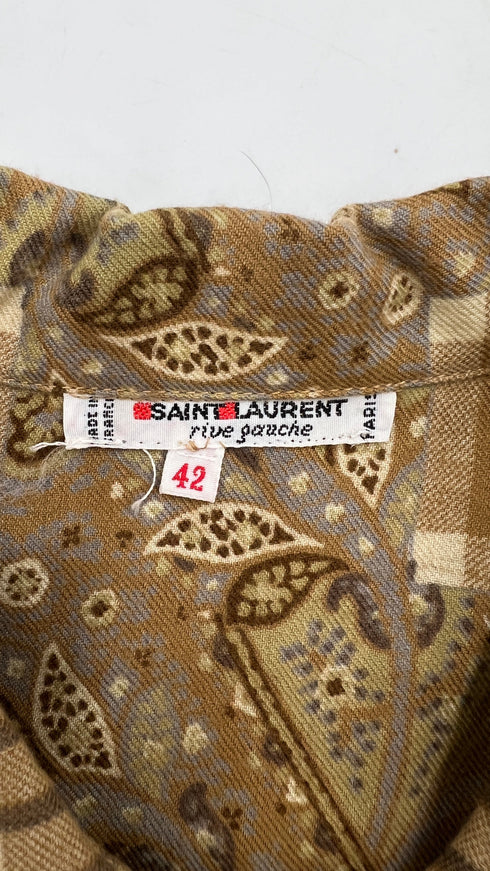 MADE IN
FRANCE
SAINT LAURENT
rive gauche
PARIS
42